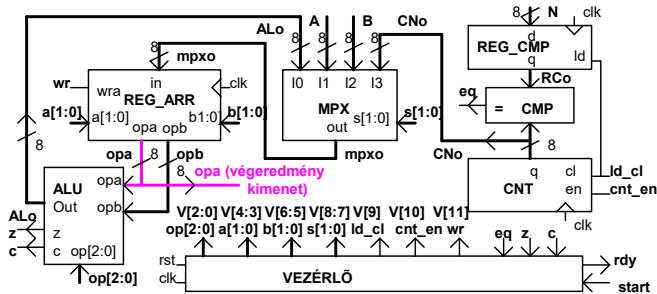 ALo A B CNo 8 N clk
8 8 8 8 8 d REG_CMP ld
mpxo q
wr in clk I0 I1 I2 I3 RCo
wra REG_ARR MPX eq = CMP
a[1:0] a[1:0] b1:0] b[1:0] s[1:0] s[1:0]
opa opb out
8 opa 8 opb mpxo CNo 8
8 opa (végeredmény
kimenet)
q cl ld_cl
CNT en cnt_en
clk
ALU opa
Out
opb
ALo
z z
c c
op[2:0]
op[2:0]
V[2:0] V[4:3] V[6:5] V[8:7] V[9] V[10] V[11]
op[2:0] a[1:0] b[1:0] s[1:0] ld_cl cnt_en wr eq z c
rst rdy
clk VEZÉRLÕ start